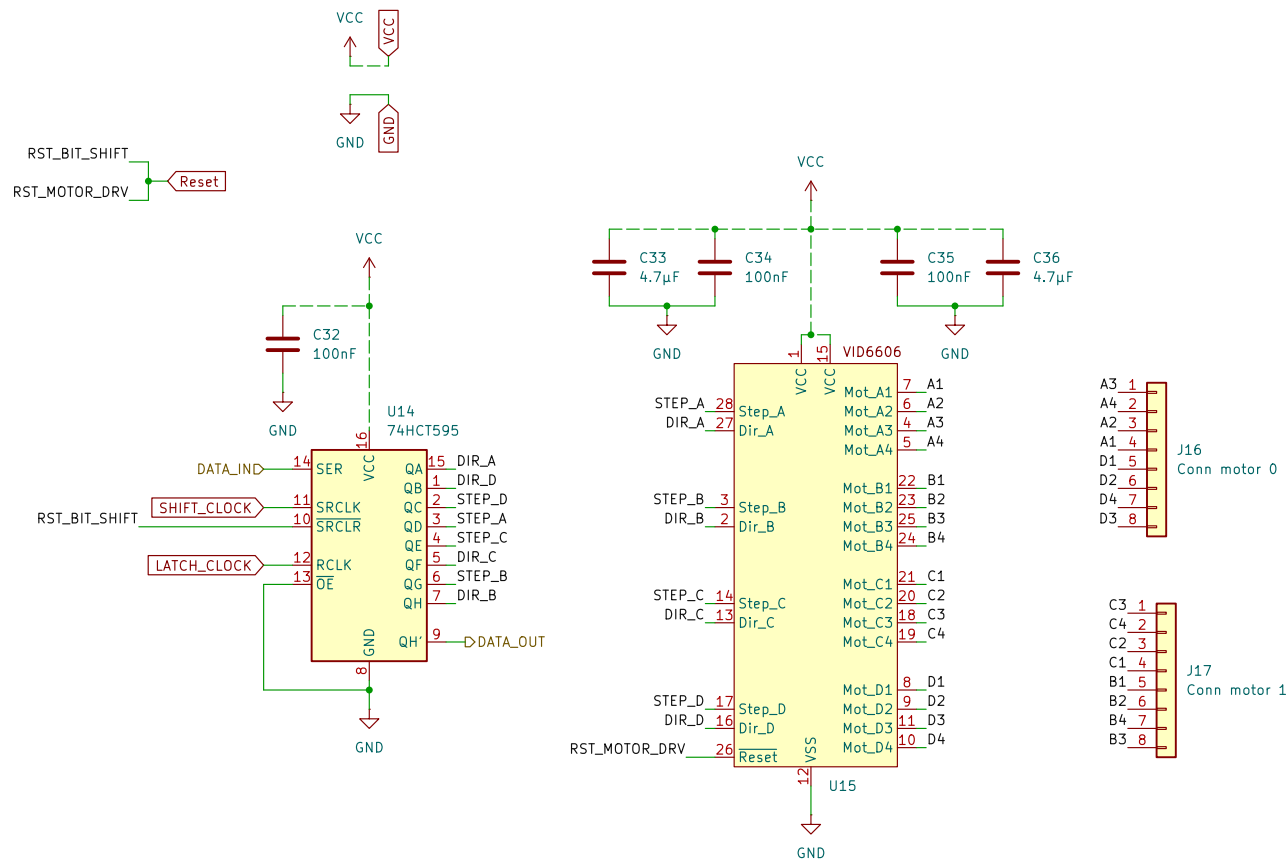 VCC
VCC
GND
GND
RST_BIT_SHIFT
RST_MOTOR_DRV
Reset
VCC
C32
100nF
GND
U14
74HCT595
16
VCC
DATA_IN
14
SER
SHIFT_CLOCK
11
SRCLK
RST_BIT_SHIFT
10
SRCLR
LATCH_CLOCK
12
RCLK
13
OE
QA
15
DIR_A
QB
1
DIR_D
QC
2
STEP_D
QD
3
STEP_A
QE
4
STEP_C
QF
5
DIR_C
QG
6
STEP_B
QH
7
DIR_B
QH'
9
DATA_OUT
GND
8
GND
VCC
C33
4.7µF
C34
100nF
C35
100nF
C36
4.7µF
GND
GND
1
VCC
15
VCC
VID6606
STEP_A
28
Step_A
DIR_A
27
Dir_A
STEP_B
3
Step_B
DIR_B
2
Dir_B
STEP_C
14
Step_C
DIR_C
13
Dir_C
STEP_D
17
Step_D
DIR_D
16
Dir_D
RST_MOTOR_DRV
26
Reset
Mot_A1
7
A1
Mot_A2
6
A2
Mot_A3
4
A3
Mot_A4
5
A4
Mot_B1
22
B1
Mot_B2
23
B2
Mot_B3
25
B3
Mot_B4
24
B4
Mot_C1
21
C1
Mot_C2
20
C2
Mot_C3
18
C3
Mot_C4
19
C4
Mot_D1
8
D1
Mot_D2
9
D2
Mot_D3
11
D3
Mot_D4
10
D4
VSS
12
U15
GND
A3 1
A4 2
A2 3
A1 4
D1 5
D2 6
D4 7
D3 8
J16
Conn motor 0
C3 1
C4 2
C2 3
C1 4
B1 5
B2 6
B4 7
B3 8
J17
Conn motor 1